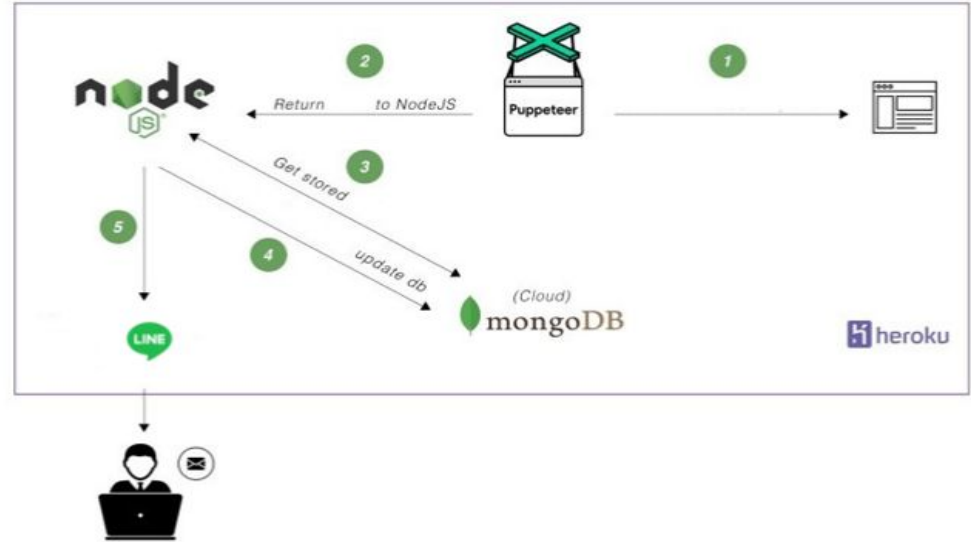 2
1
node
JS
Return to NodeJS
Puppeteer
3
Get stored
5
4
update db
(Cloud)
mongoDB
LINE
heroku